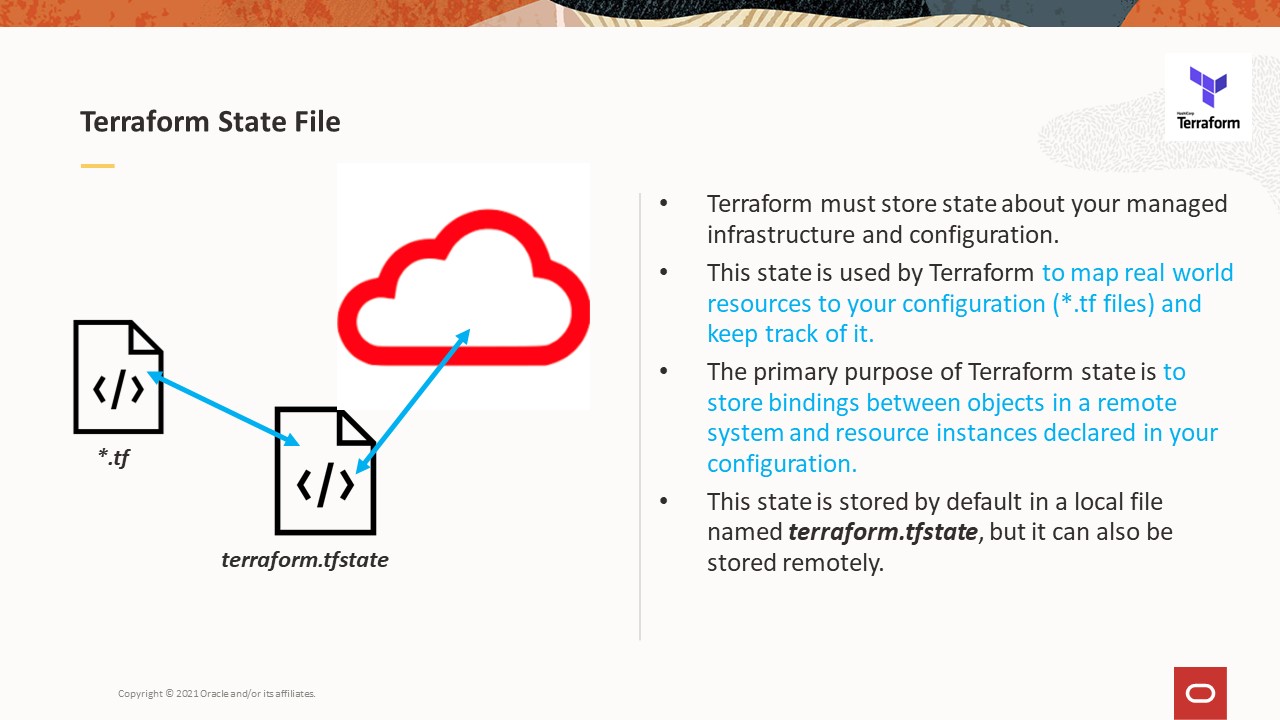 HashiCorp
Terraform
Terraform State File
• Terraform must store state about your managed
infrastructure and configuration.
• This state is used by Terraform to map real world
resources to your configuration (*.tf files) and
keep track of it.
• The primary purpose of Terraform state is to
store bindings between objects in a remote
system and resource instances declared in your
configuration.
• This state is stored by default in a local file
named terraform.tfstate, but it can also be
stored remotely.
</>
*.tf
</>
terraform.tfstate
Copyright © 2021 Oracle and/or its affiliates.